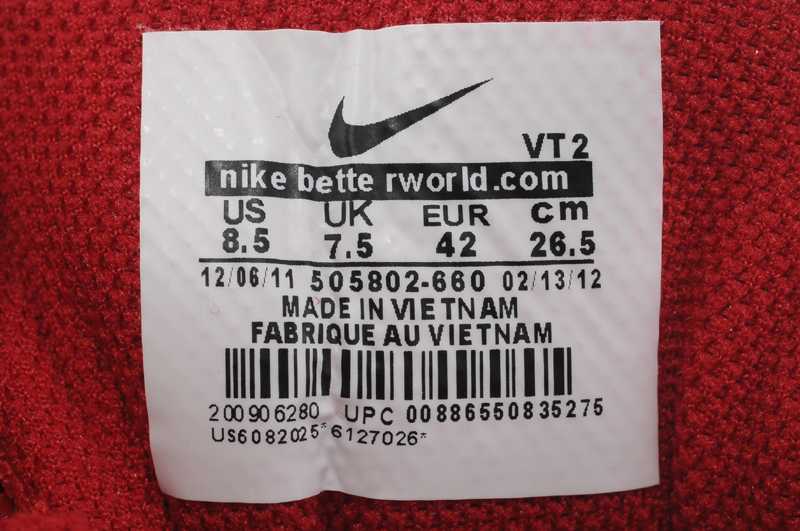 VT2
nike bette rworld.com
US UK EUR cm
8.5 7.5 42 26.5
12/06/11 505802-660 02/13/12
MADE IN VIETNAM
FABRIQUE AU VIETNAM
200906280 UPC 00886550835275
US6082025*6127026*